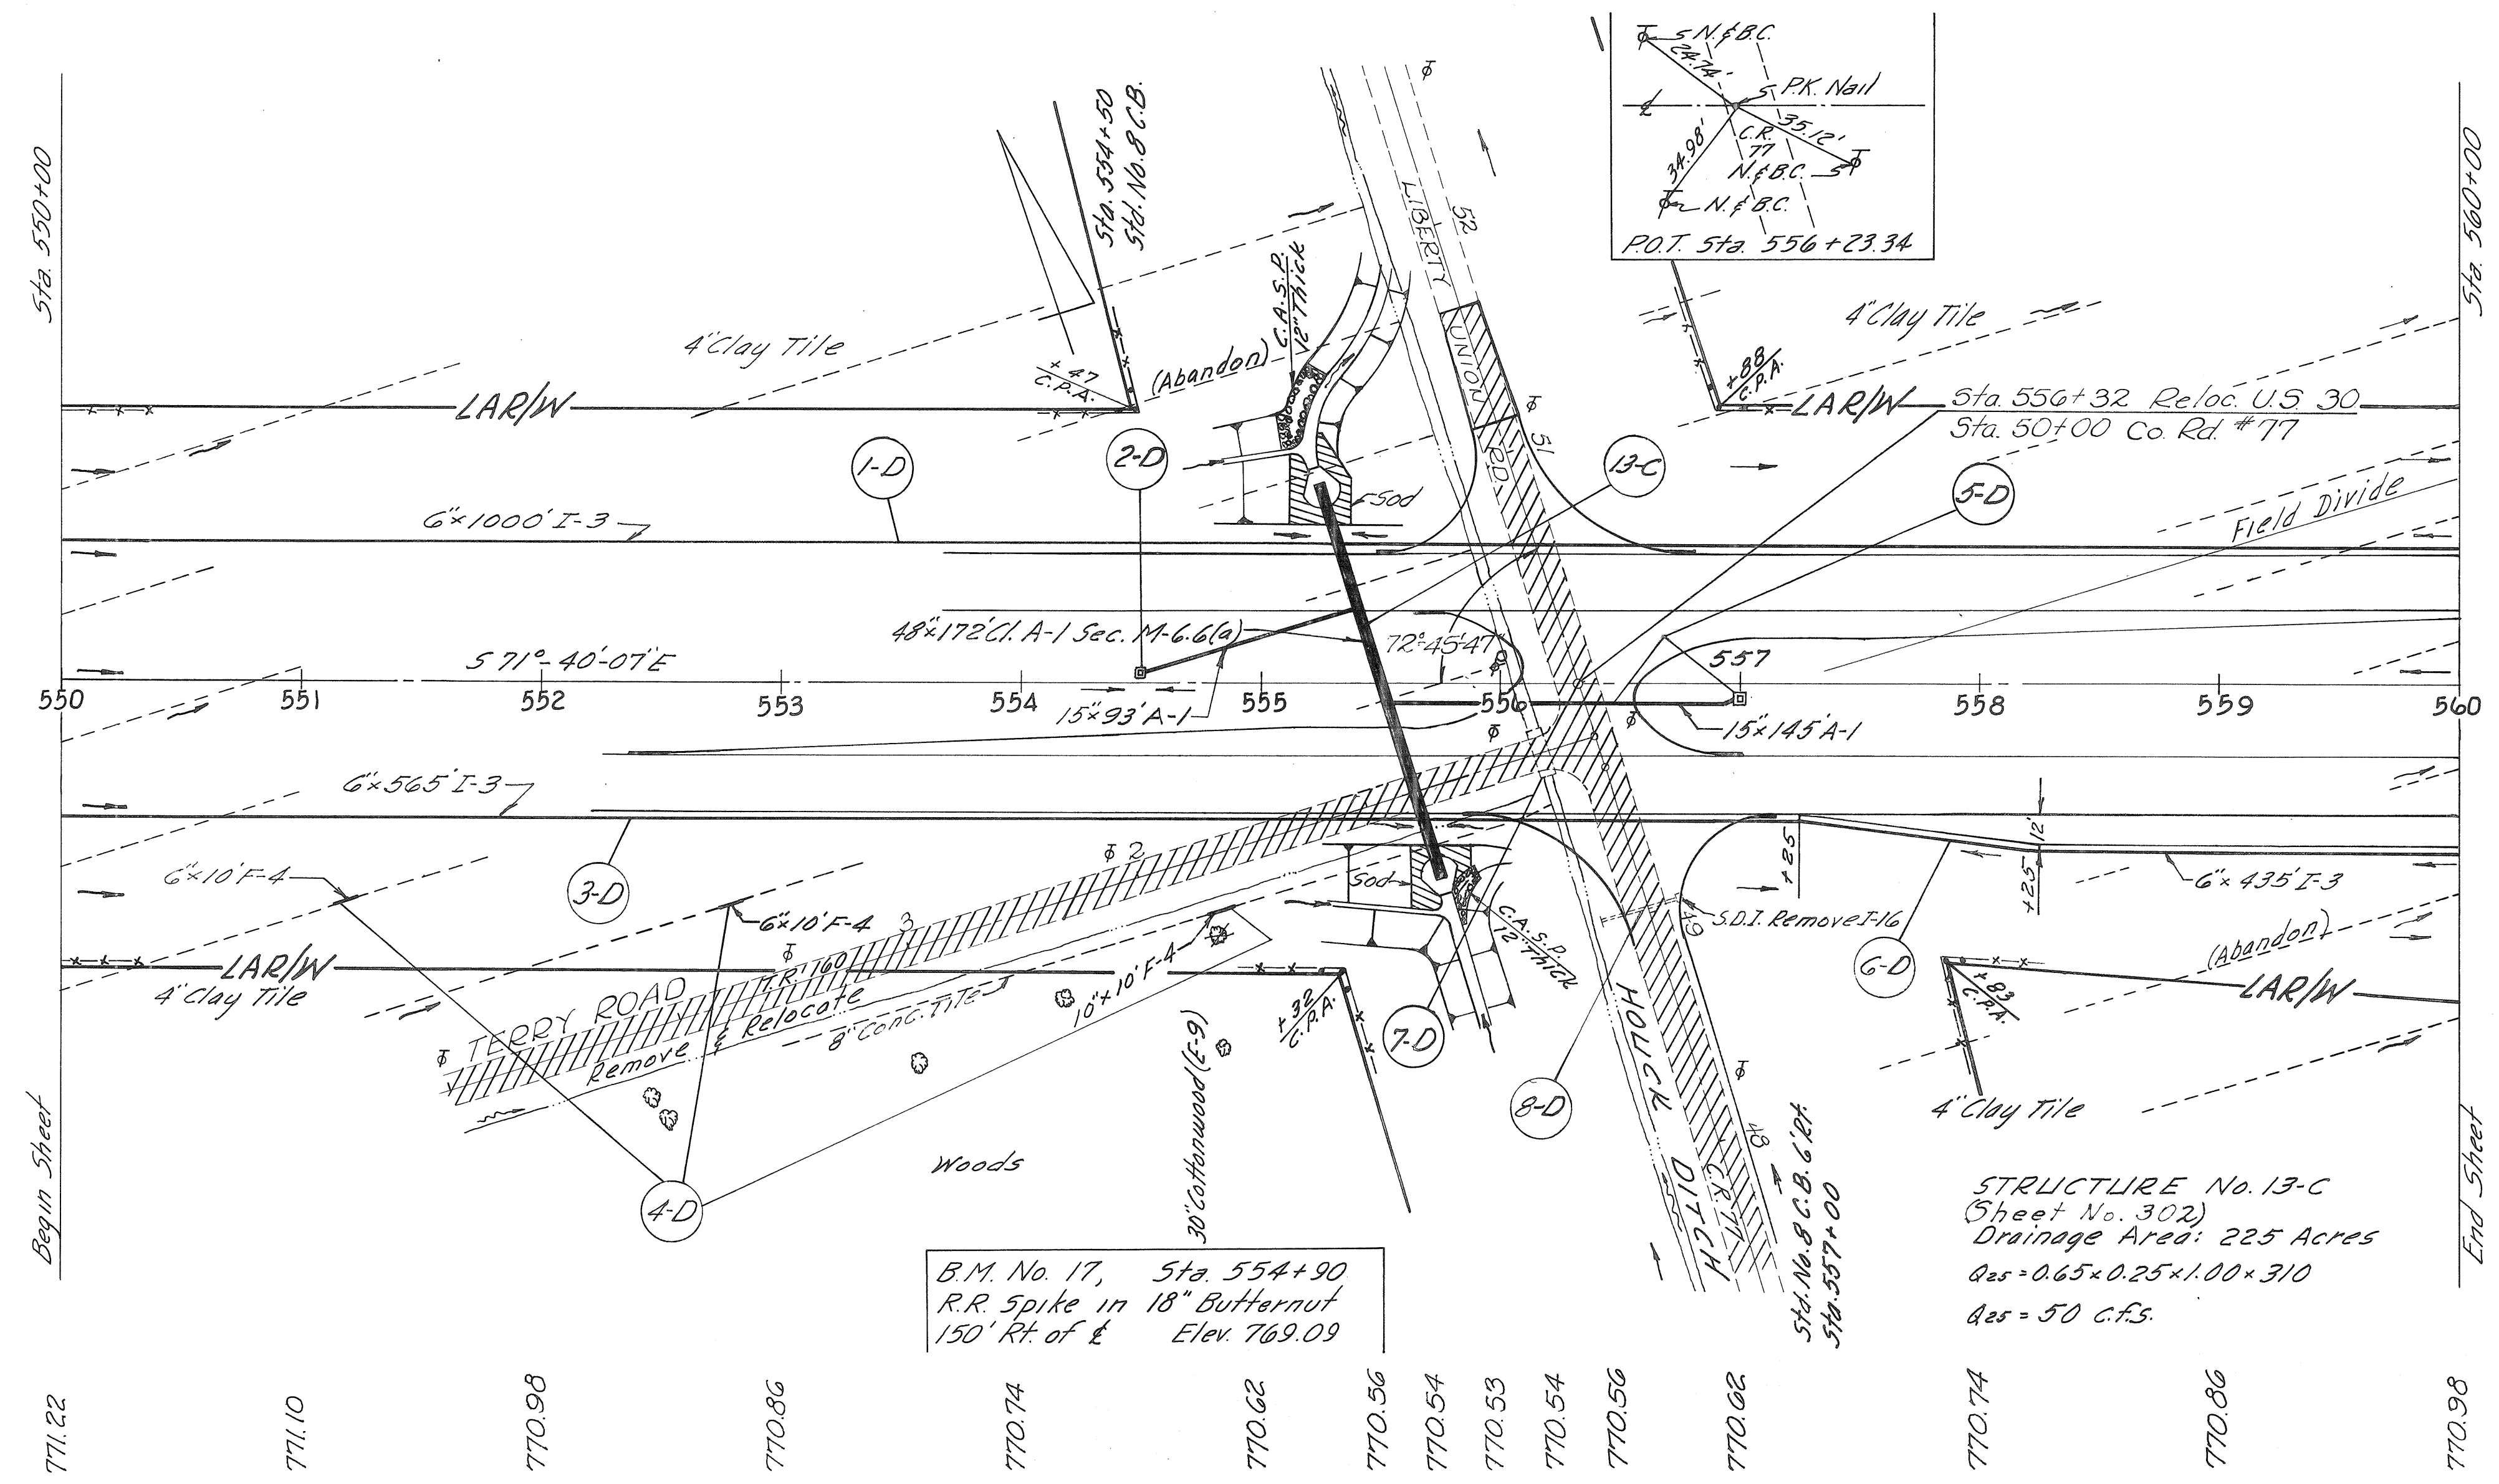 Sta. 550+00
Begin Sheet
Sta. 554+50
Std. No. 8 C.B.
N. & B.C.
24.74'
P.K. Nail
℄
C.R.
77
35.12'
34.98'
N. & B.C.
N. & B.C.
P.O.T. Sta. 556+23.34
Sta. 560+00
End Sheet
4" Clay Tile
+47
C.P.A.
(Abandon)
C.A.S.P.
12" Thick
LIBERTY
UNION
RD.
52
51
4" Clay Tile
+88
C.P.A.
LAR/W
LAR/W
Sta. 556+32 Reloc. U.S. 30
Sta. 50+00 Co. Rd. #77
1-D
2-D
13-C
5-D
Sod
6"x1000' I-3
Field Divide
48"x172' Cl. A-1 Sec. M-6.6(a)
72°-45'-47"
S 71°-40'-07"E
557
550
551
552
553
554
555
556
558
559
560
15"x93' A-1
15"x145' A-1
6"x565' I-3
6"x10' F-4
3-D
2
3
6"x10' F-4
Sod
+25
12'
+25
6"x435' I-3
S.D.I. Remove I-16
49
C.A.S.P.
12" Thick
LAR/W
4" Clay Tile
T.R. 160
TERRY ROAD
Remove & Relocate
8" Conc. Tile
10"x10' F-4
+32
C.P.A.
7-D
6-D
+83
C.P.A.
(Abandon)
LAR/W
4" Clay Tile
8-D
4-D
Woods
30" Cottonwood (E-9)
HOUCK DITCH
C.R. 77
48
Std. No. 8 C.B. 6' Rt.
Sta. 557+00
STRUCTURE No. 13-C
(Sheet No. 302)
Drainage Area: 225 Acres
Q25 = 0.65x0.25x1.00x310
Q25 = 50 c.f.s.
B.M. No. 17, Sta. 554+90
R.R. Spike in 18" Butternut
150' Rt. of ℄ Elev. 769.09
771.22
771.10
770.98
770.86
770.74
770.62
770.56
770.54
770.53
770.54
770.56
770.62
770.74
770.86
770.98